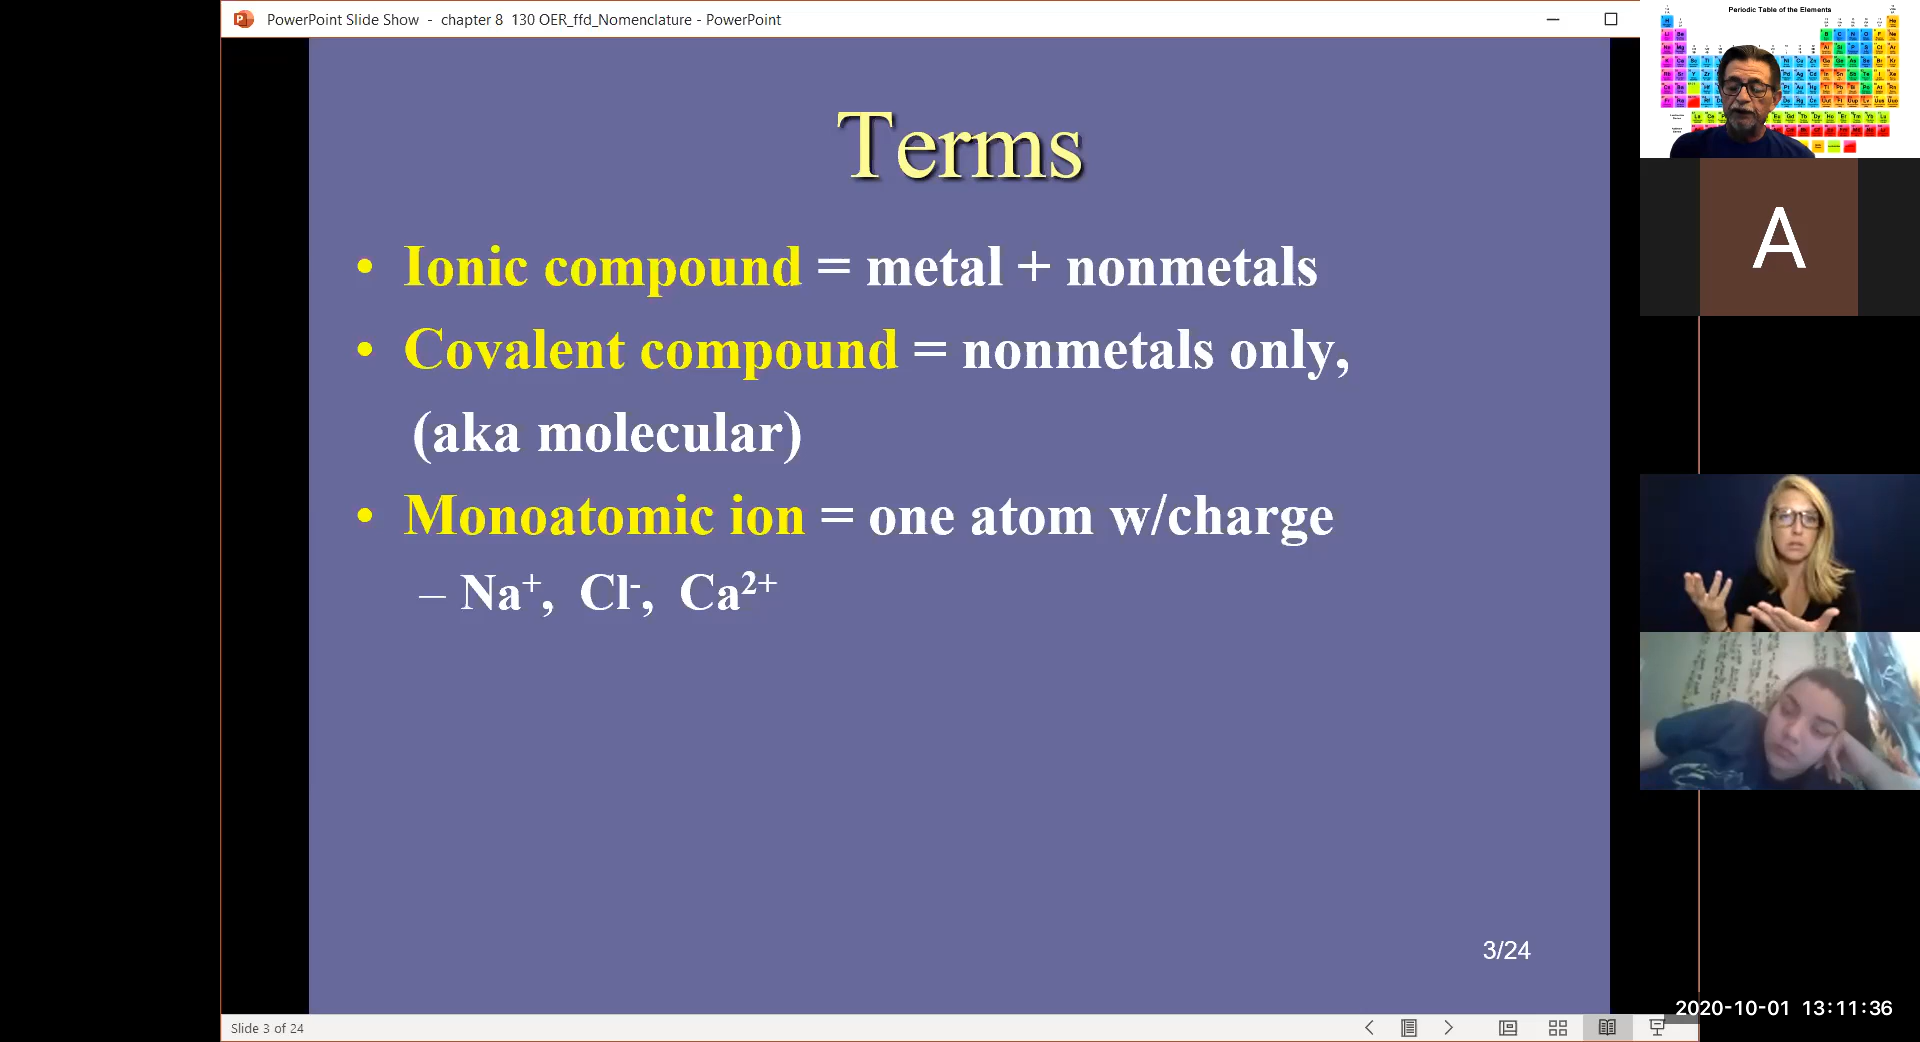 PowerPoint Slide Show - chapter 8 130 OER_ffd_Nomenclature - PowerPoint
Periodic Table of the Elements
A
Terms
• Ionic compound = metal + nonmetals
• Covalent compound = nonmetals only,
(aka molecular)
• Monoatomic ion = one atom w/charge
– Na⁺, Cl⁻, Ca²⁺
3/24
2020-10-01 13:11:36
Slide 3 of 24